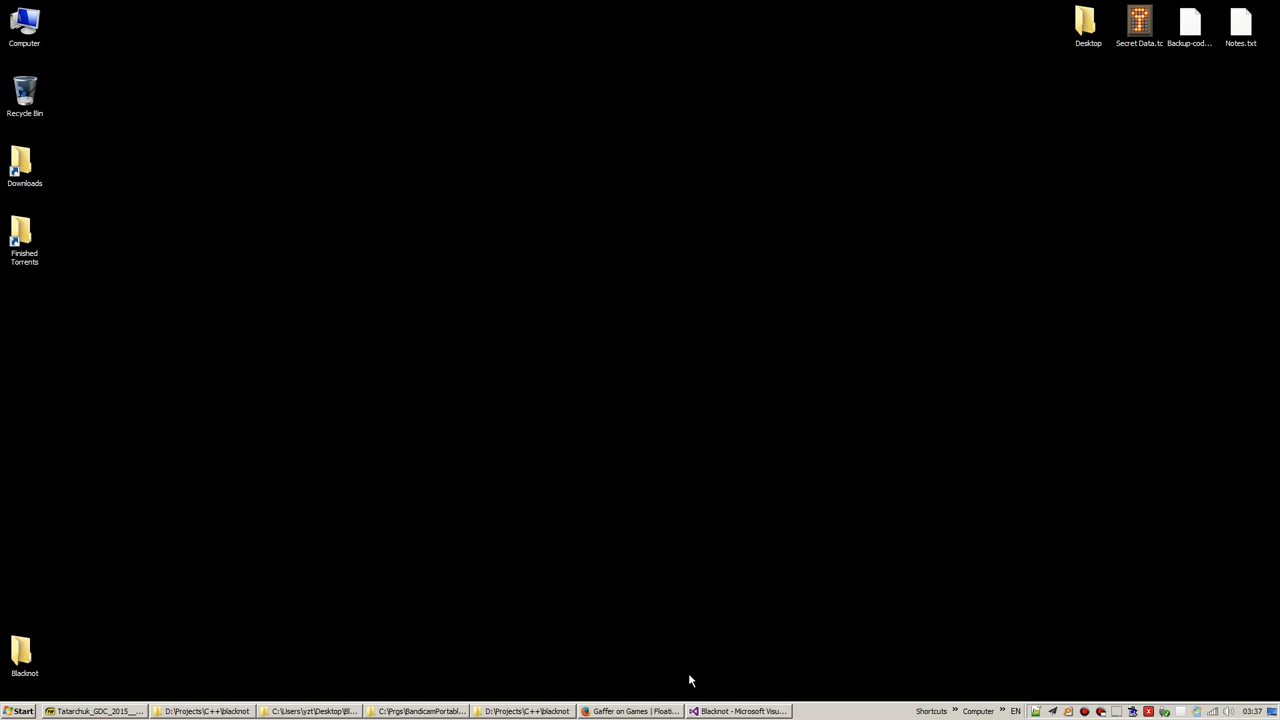 Computer
Desktop
Secret Data.tc
Backup-cod...
Notes.txt
Recycle Bin
Downloads
Finished
Torrents
Blacknot
Start
Tatarchuk_GDC_2015__...
D:\Projects\C++\blacknot
C:\Users\yzt\Desktop\Bl...
C:\Prgs\BandicamPortabl...
D:\Projects\C++\blacknot
Gaffer on Games | Floati...
Blacknot - Microsoft Visu...
Shortcuts
»
Computer
»
EN
03:37